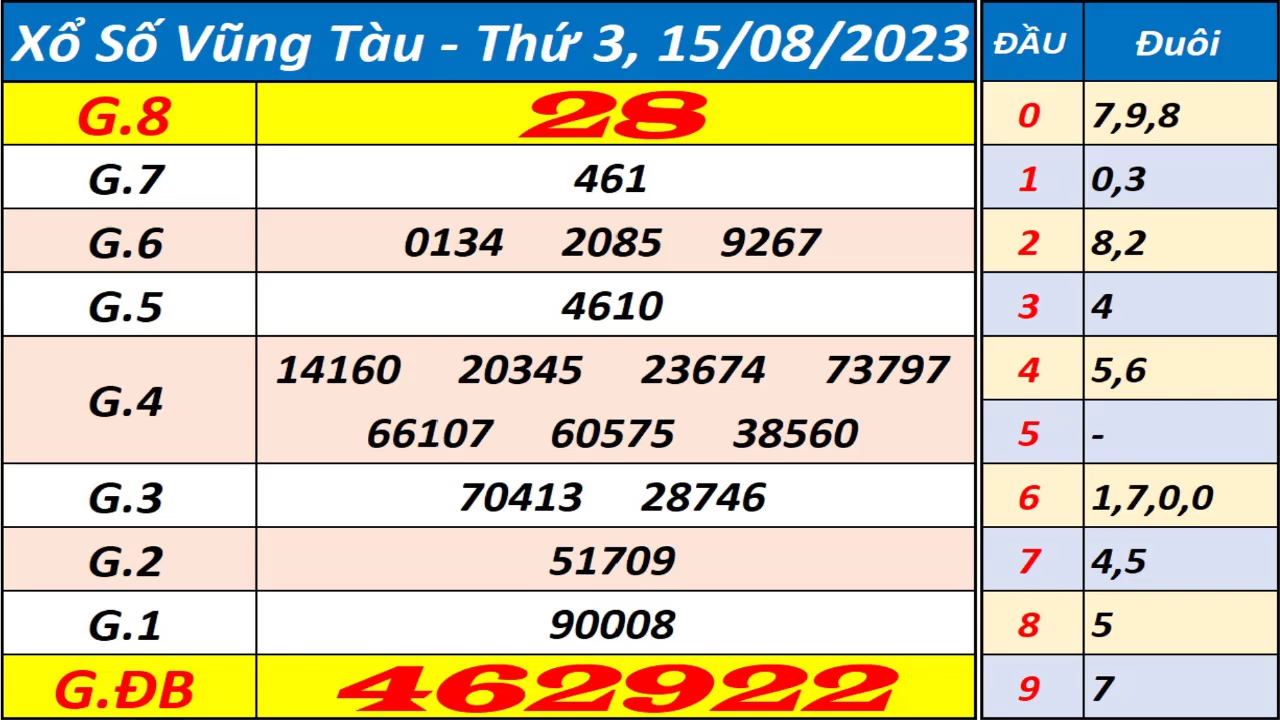 Xổ Số Vũng Tàu - Thứ 3, 15/08/2023
G.8 28
G.7 461
G.6 0134 2085 9267
G.5 4610
G.4 14160 20345 23674 73797
66107 60575 38560
G.3 70413 28746
G.2 51709
G.1 90008
G.ĐB 462922
ĐẦU Đuôi
0 7,9,8
1 0,3
2 8,2
3 4
4 5,6
5 -
6 1,7,0,0
7 4,5
8 5
9 7